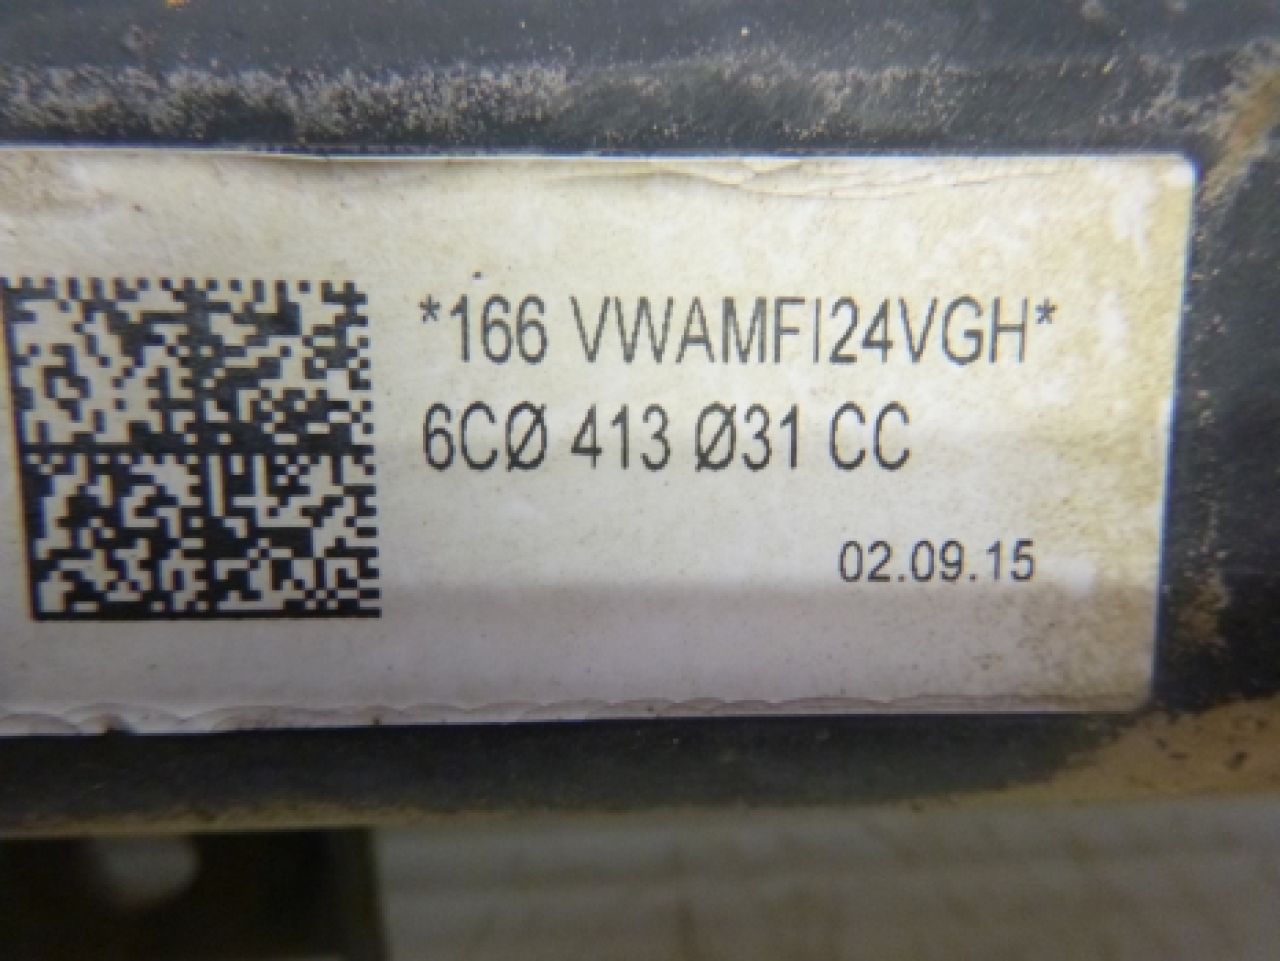 *166 VWAMFI24VGH*
6CØ 413 Ø31 CC
02.09.15